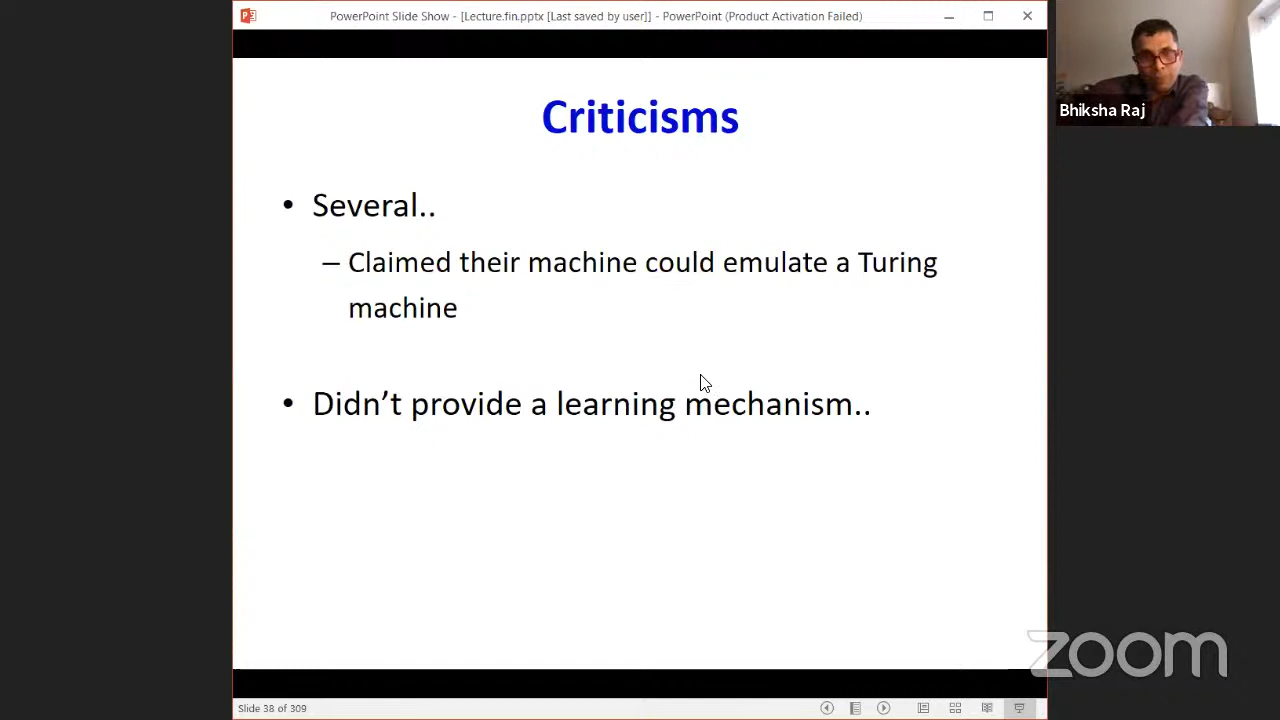 PowerPoint Slide Show - [Lecture.fin.pptx [Last saved by user]] - PowerPoint (Product Activation Failed)
Criticisms
• Several..
– Claimed their machine could emulate a Turing
machine
• Didn’t provide a learning mechanism..
Bhiksha Raj
zoom
Slide 38 of 309